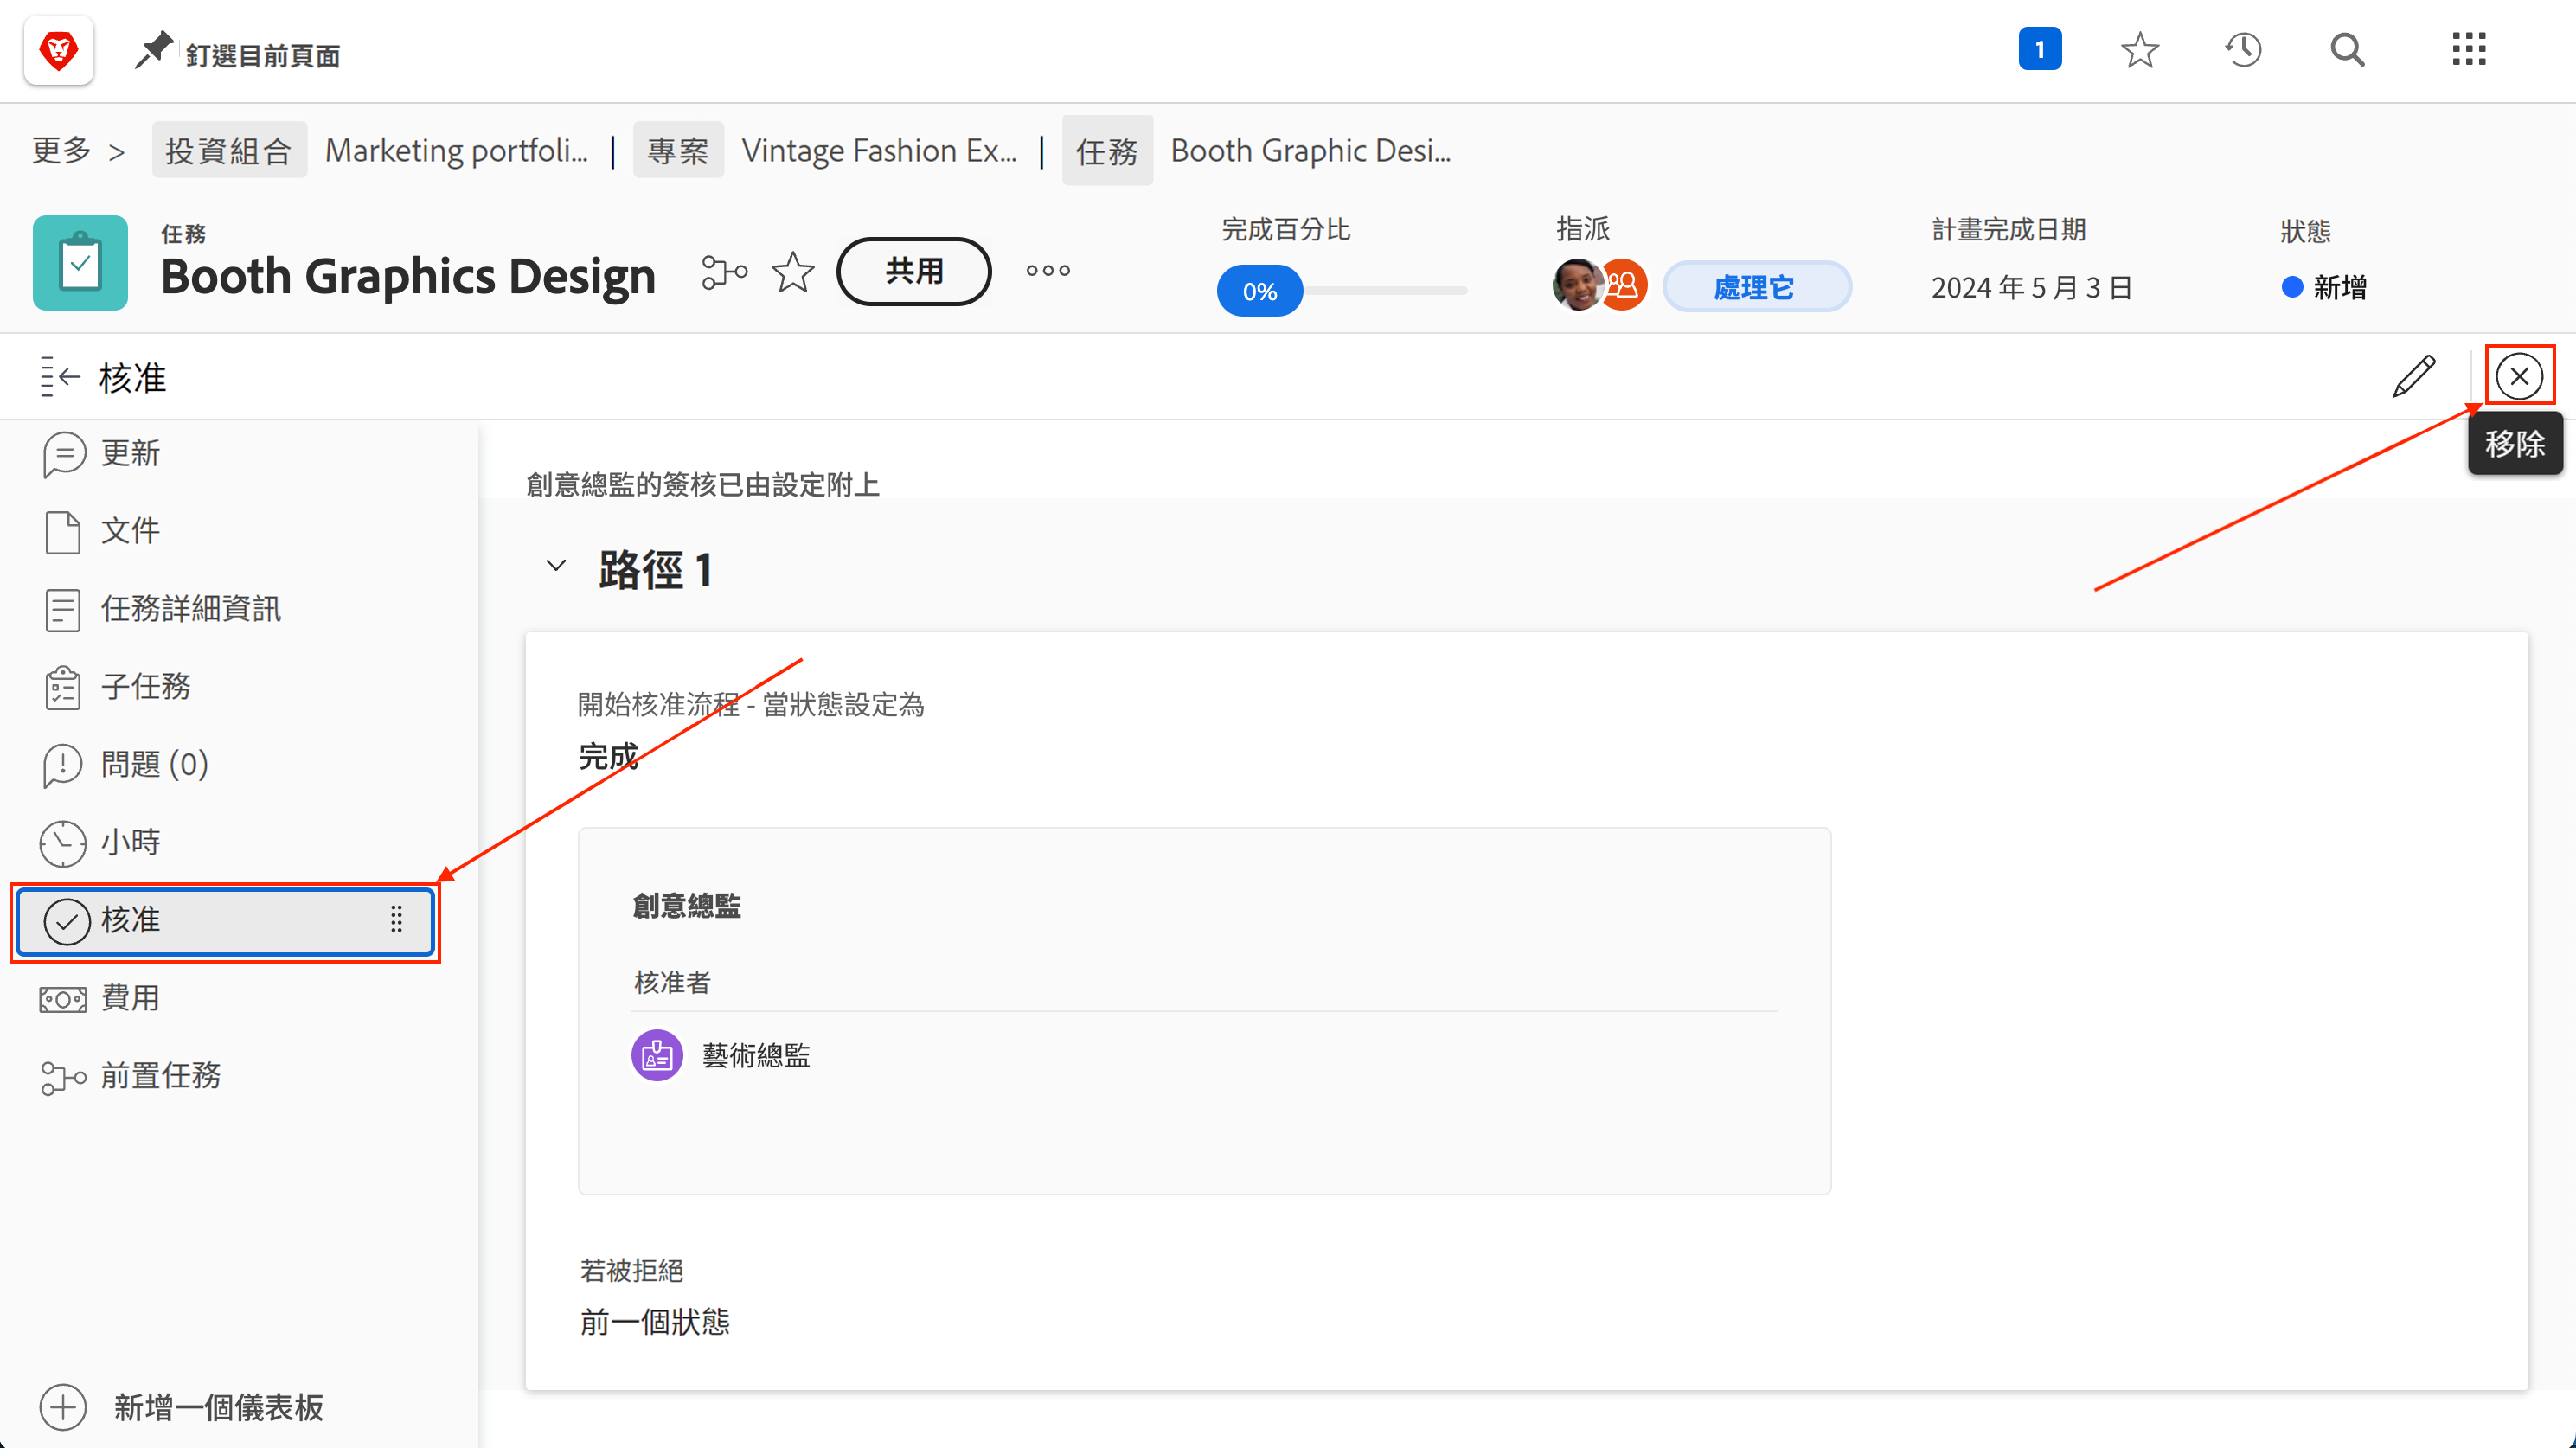 釘選目前頁面
1
更多 > 投資組合 Marketing portfoli... | 專案 Vintage Fashion Ex... | 任務 Booth Graphic Desi...
任務
Booth Graphics Design
共用
完成百分比
0%
指派
處理它
計畫完成日期
2024 年 5 月 3 日
狀態
新增
核准
移除
更新
文件
任務詳細資訊
子任務
問題 (0)
小時
核准
費用
前置任務
新增一個儀表板
創意總監的簽核已由設定附上
路徑 1
開始核准流程 - 當狀態設定為
完成
創意總監
核准者
藝術總監
若被拒絕
前一個狀態